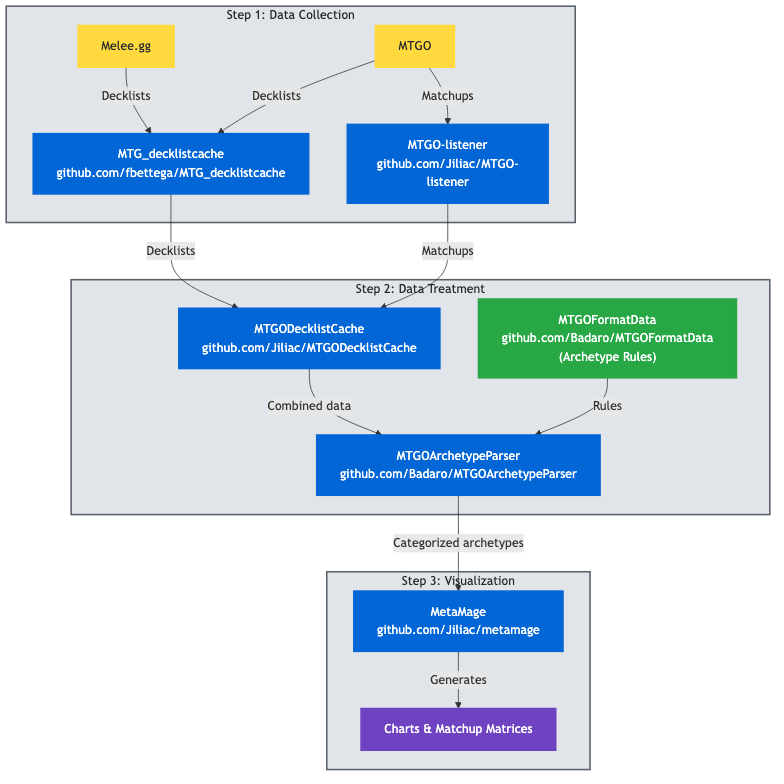 Step 1: Data Collection
Melee.gg
MTGO
Decklists
Decklists
Matchups
MTG_decklistcache
github.com/fbettega/MTG_decklistcache
MTGO-listener
github.com/Jiliac/MTGO-
listener
Decklists
Matchups
Step 2: Data Treatment
MTGODecklistCache
github.com/Jiliac/MTGODecklistCache
MTGOFormatData
github.com/Badaro/MTGOFormatData
(Archetype Rules)
Combined data
Rules
MTGOArchetypeParser
github.com/Badaro/MTGOArchetypeParser
Categorized archetypes
Step 3: Visualization
MetaMage
github.com/Jiliac/metamage
Generates
Charts & Matchup Matrices